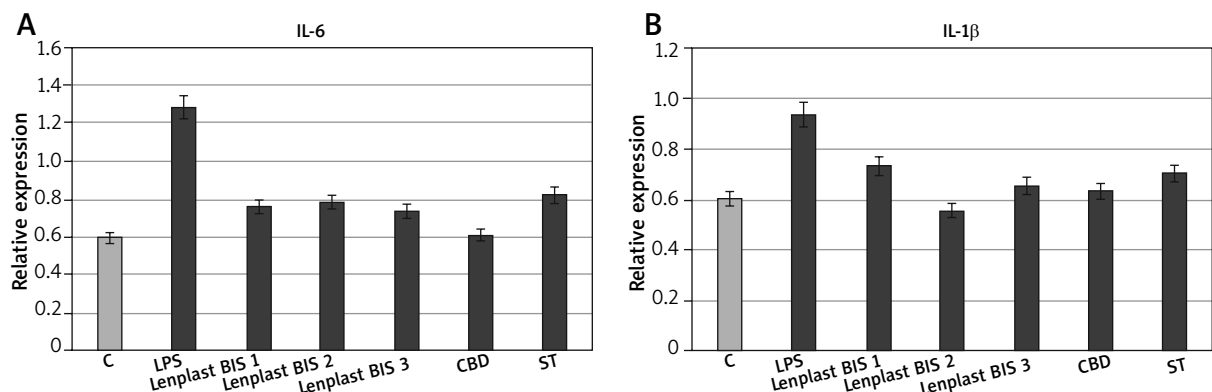 A
IL-6
Relative expression
1.6
1.4
1.2
1.0
0.8
0.6
0.4
0.2
0
C
LPS
Lenplast BIS 1
Lenplast BIS 2
Lenplast BIS 3
CBD
ST
B
IL-1β
Relative expression
1.2
1.0
0.8
0.6
0.4
0.2
0
C
LPS
Lenplast BIS 1
Lenplast BIS 2
Lenplast BIS 3
CBD
ST